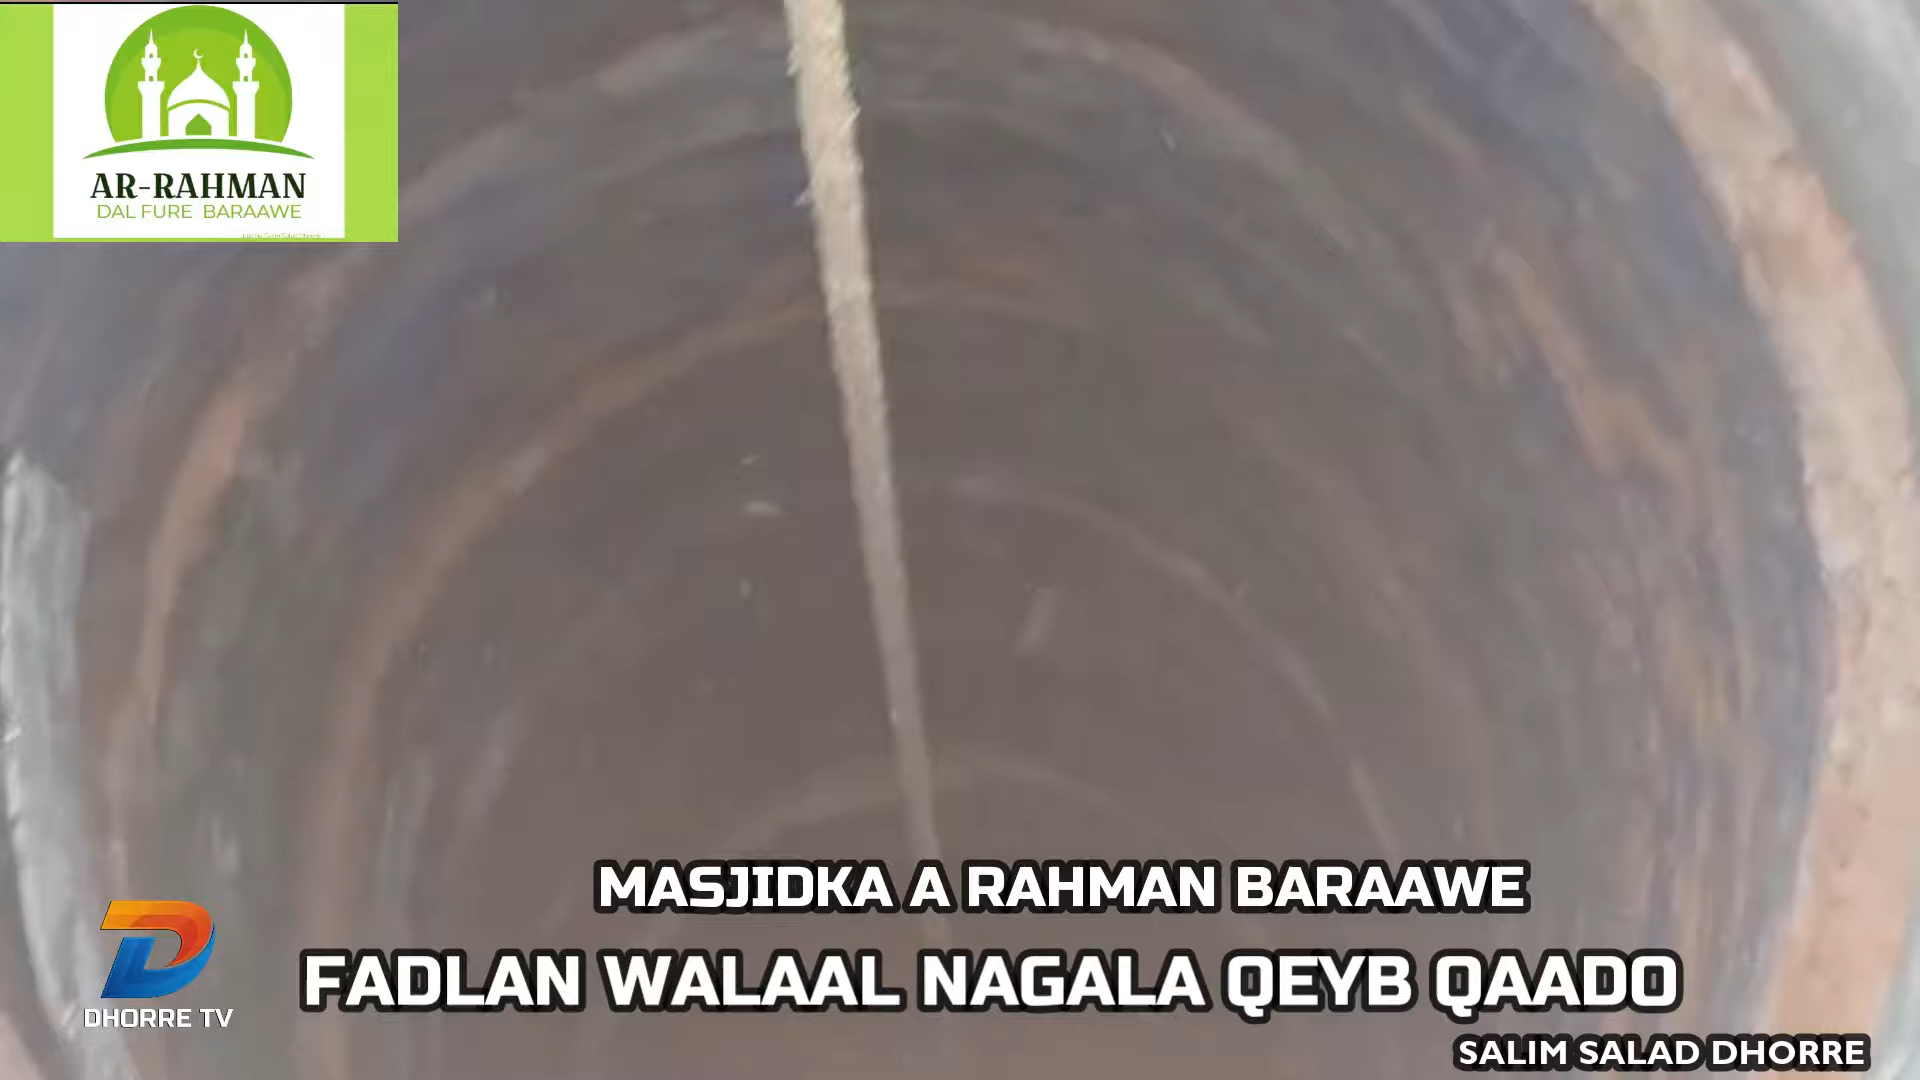 AR-RAHMAN
DAL FURE BARAAWE
MASJIDKA A RAHMAN BARAAWE
FADLAN WALAAL NAGALA QEYB QAADO
DHORRE TV
SALIM SALAD DHORRE